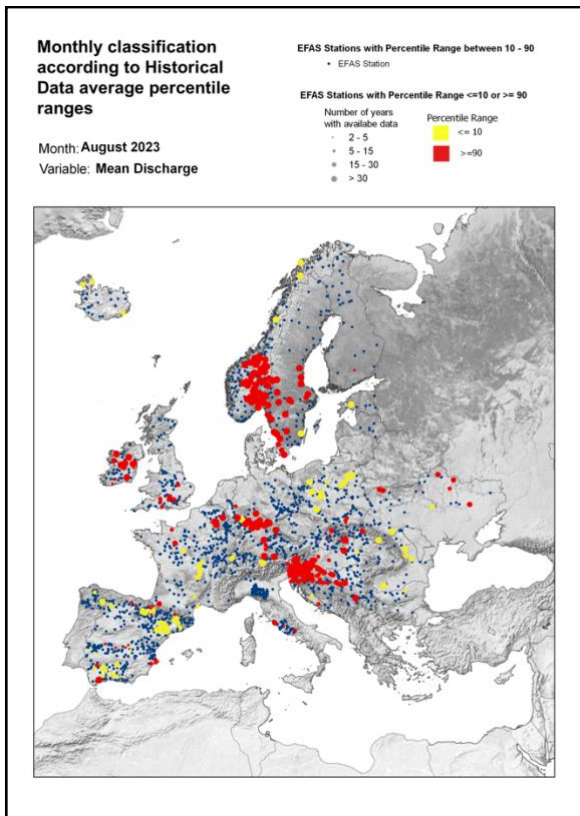 Monthly classification
according to Historical
Data average percentile
ranges
Month: August 2023
Variable: Mean Discharge
EFAS Stations with Percentile Range between 10 - 90
EFAS Station
EFAS Stations with Percentile Range <=10 or >= 90
Number of years
with availabe data
2 - 5
5 - 15
15 - 30
> 30
Percentile Range
<= 10
>=90